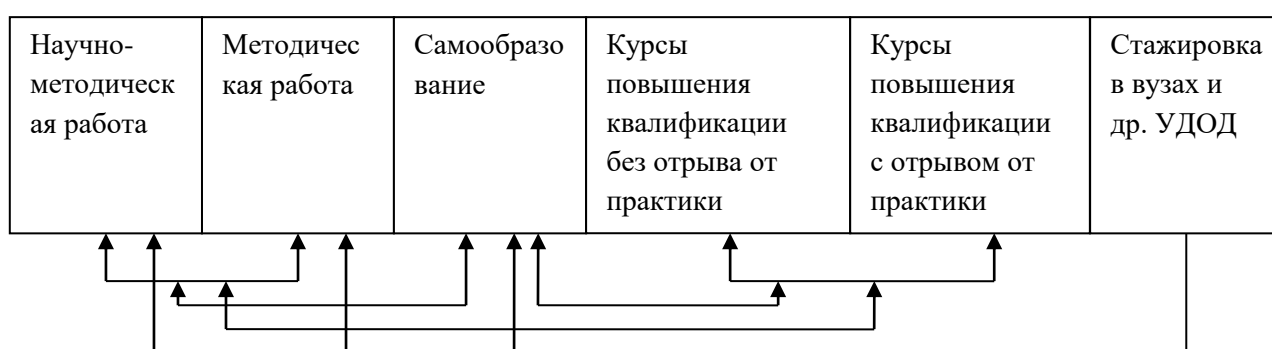 Научно-
методическ
ая работа
Методичес
кая работа
Самообразо
вание
Курсы
повышения
квалификации
без отрыва от
практики
Курсы
повышения
квалификации
с отрывом от
практики
Стажировка
в вузах и
др. УДОД